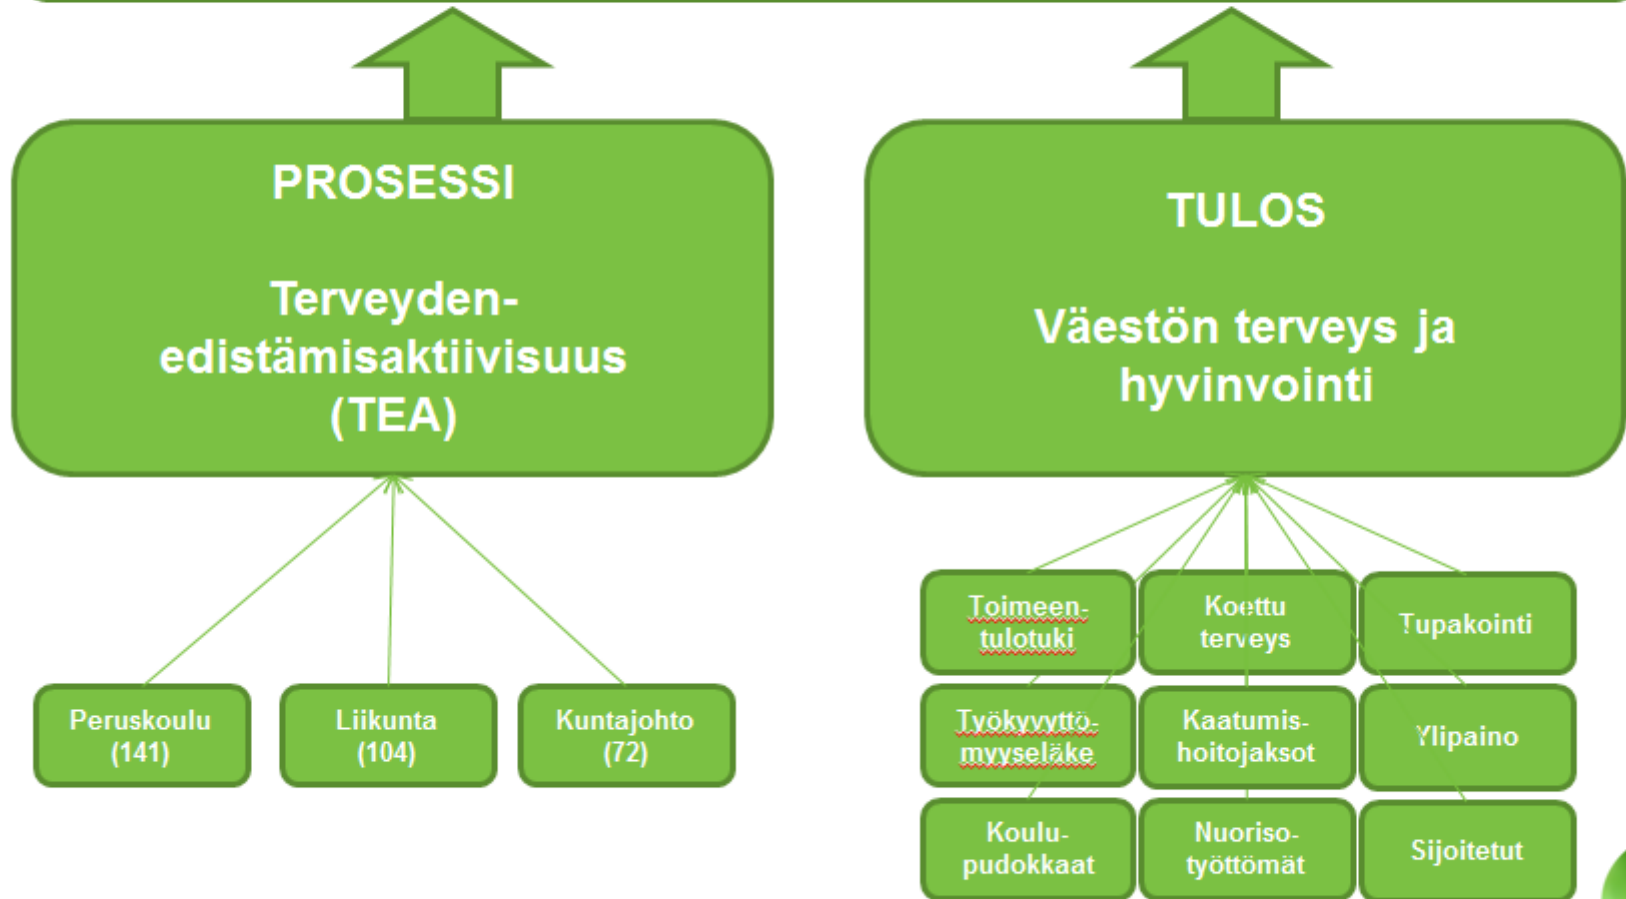 PROSESSI
Terveyden-
edistämisaktiivisuus
(TEA)
TULOS
Väestön terveys ja
hyvinvointi
Peruskoulu
(141)
Liikunta
(104)
Kuntajohto
(72)
Toimeen-
tulotuki
Koettu
terveys
Tupakointi
Työkyvyttö-
myyseläke
Kaatumis-
hoitojaksot
Ylipaino
Koulu-
pudokkaat
Nuoriso-
työttömät
Sijoitetut